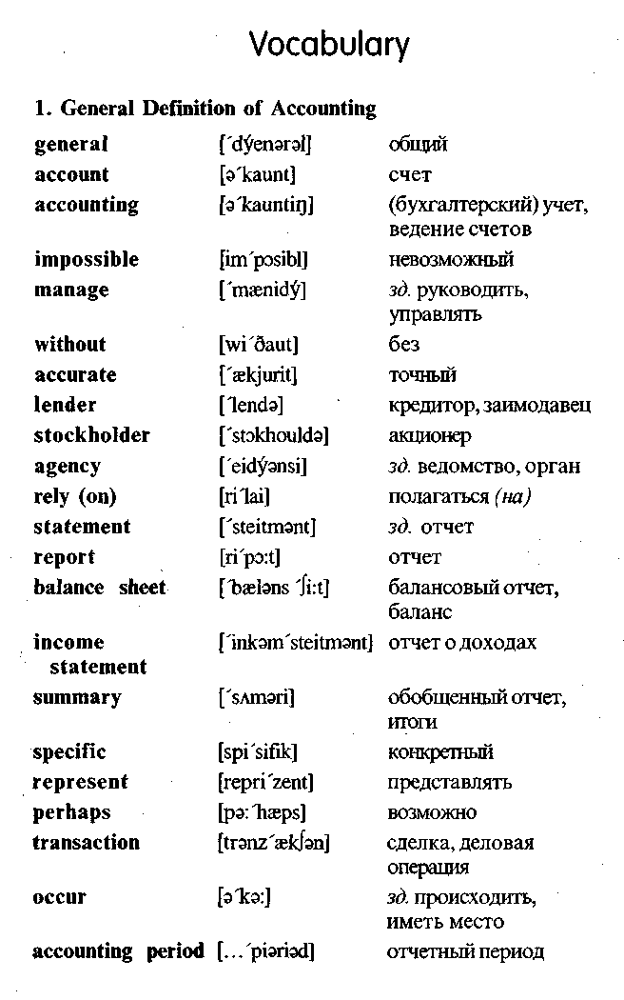 Vocabulary
1. General Definition of Accounting
general [´dýenərəl] общий
account [ə´kaunt] счет
accounting [ə´kauntiŋ] (бухгалтерский) учет,
ведение счетов
impossible [im´pɔsibl] невозможный
manage [´mænidý] зд. руководить,
управлять
without [wi´ðaut] без
accurate [´ækjurit] точный
lender [´lendə] кредитор, заимодавец
stockholder [´stɔkhouldə] акционер
agency [´eidýənsi] зд. ведомство, орган
rely (on) [ri´lai] полагаться (на)
statement [´steitmənt] зд. отчет
report [ri´pɔ:t] отчет
balance sheet [´bæləns ´ʃi:t] балансовый отчет,
баланс
income [´inkəm´steitmənt] отчет о доходах
statement
summary [´sʌməri] обобщенный отчет,
итоги
specific [spi´sifik] конкретный
represent [repri´zent] представлять
perhaps [pə:´hæps] возможно
transaction [trənz´ækʃən] сделка, деловая
операция
occur [ə´kə:] зд. происходить,
иметь место
accounting period [...´piəriəd] отчетный период